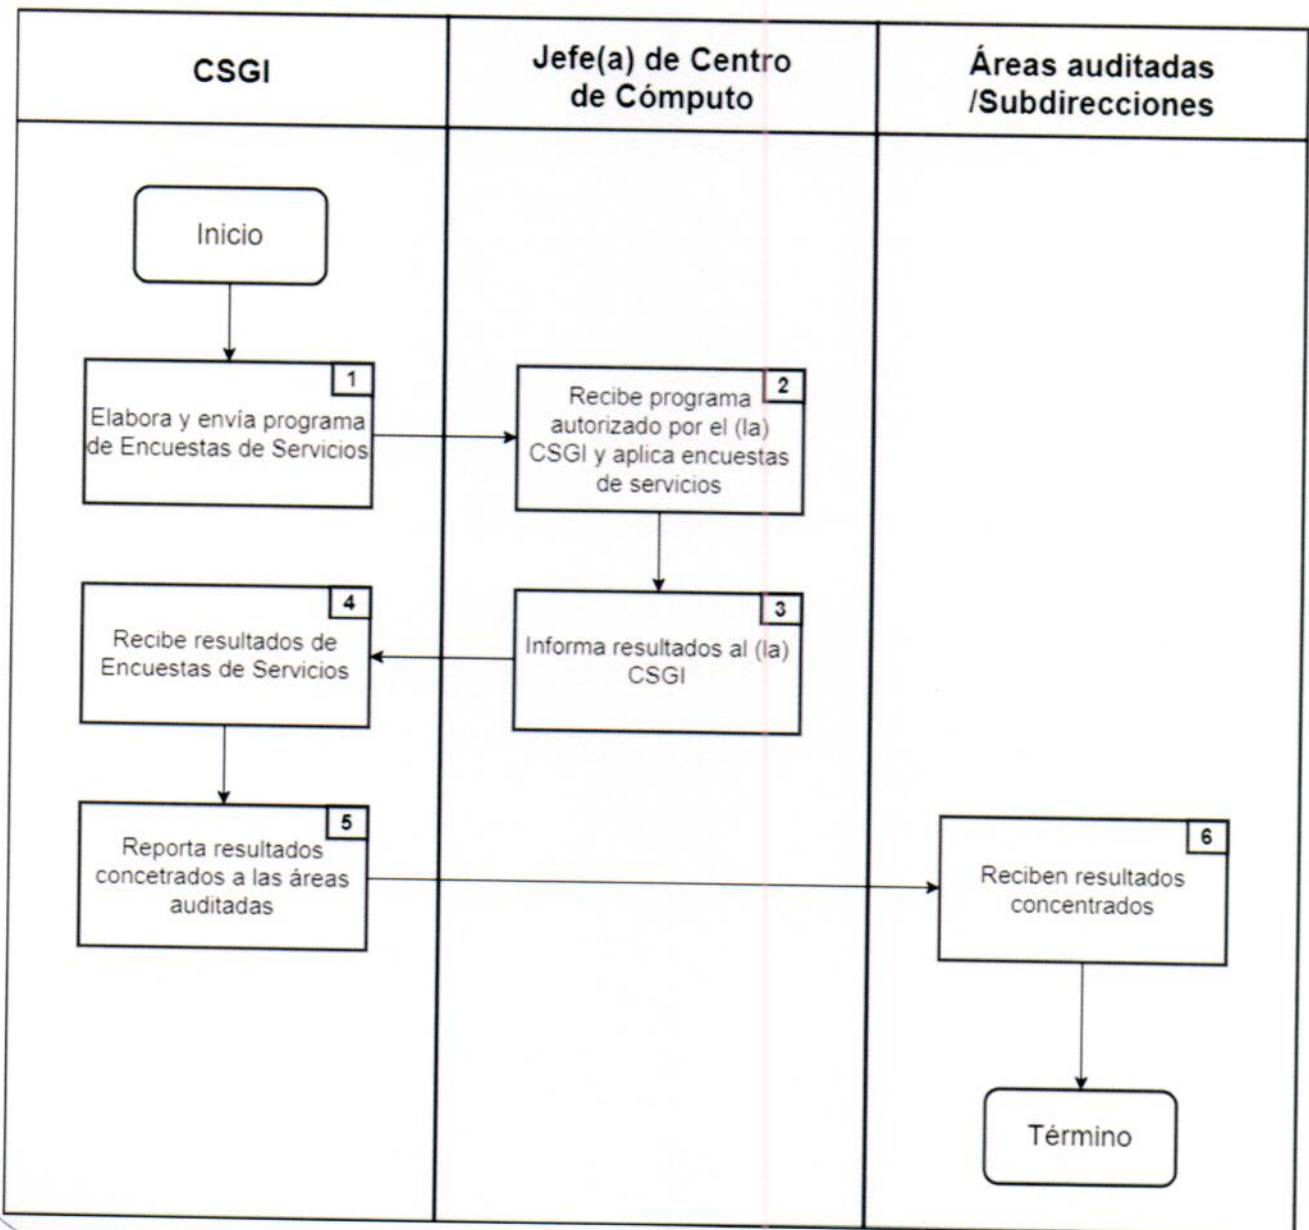 CSGI
Jefe(a) de Centro
de Cómputo
Áreas auditadas
/Subdirecciones
Inicio
1
Elabora y envía programa
de Encuestas de Servicios
2
Recibe programa
autorizado por el (la)
CSGI y aplica encuestas
de servicios
3
Informa resultados al (la)
CSGI
4
Recibe resultados de
Encuestas de Servicios
5
Reporta resultados
concetrados a las áreas
auditadas
6
Reciben resultados
concentrados
Término